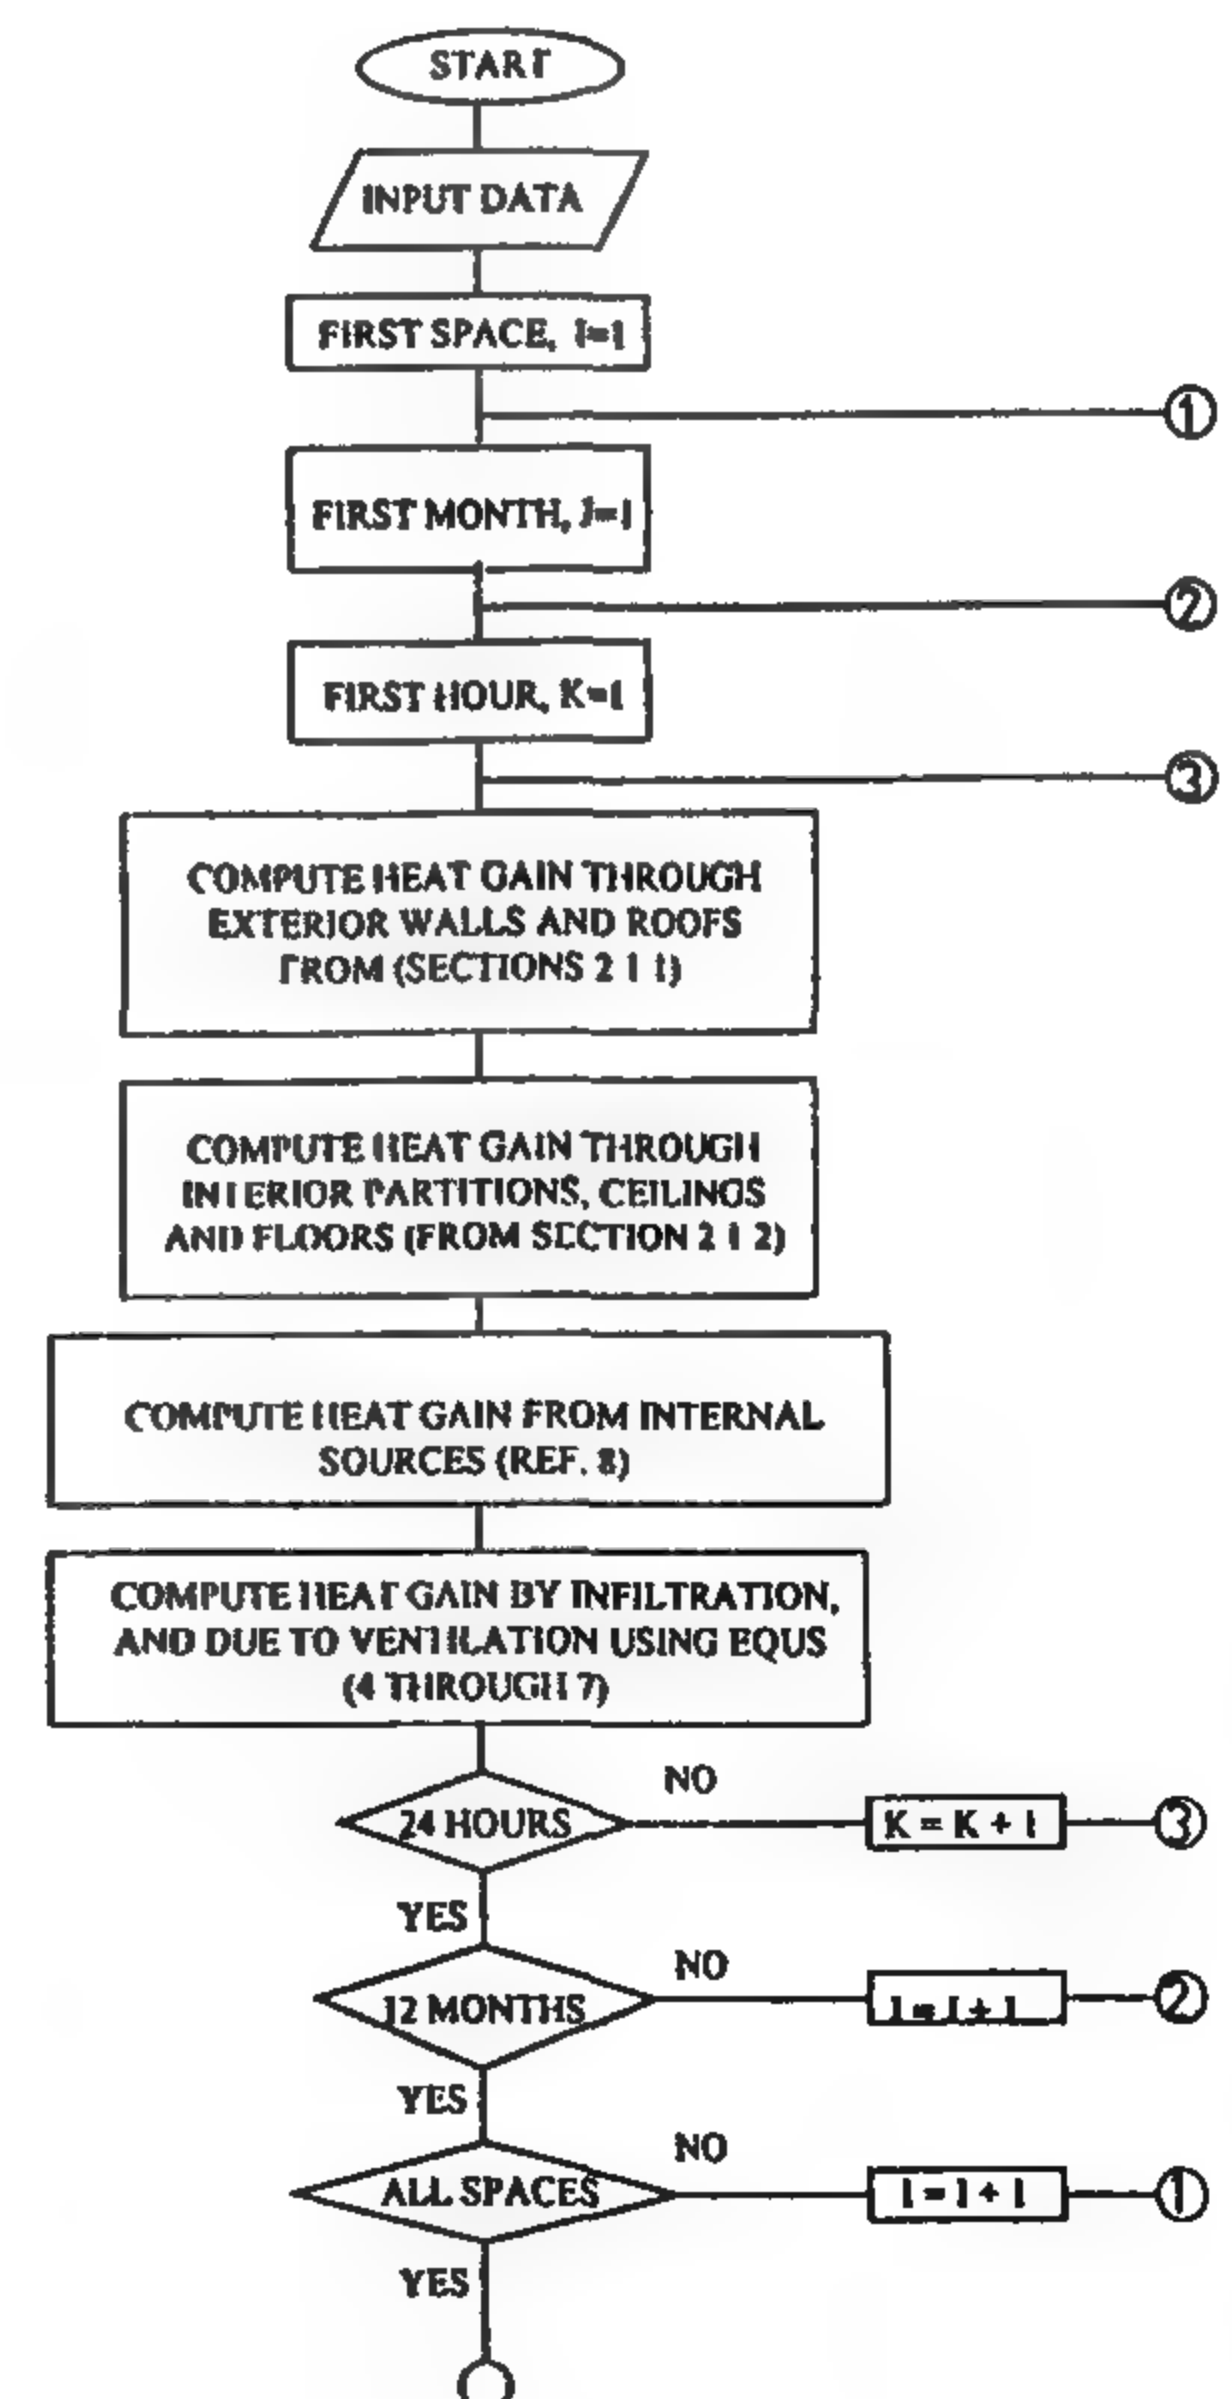 START
INPUT DATA
FIRST SPACE, I=1
1
FIRST MONTH, J=1
2
FIRST HOUR, K=1
3
COMPUTE HEAT GAIN THROUGH
EXTERIOR WALLS AND ROOFS
FROM (SECTIONS 2 1 1)
COMPUTE HEAT GAIN THROUGH
INTERIOR PARTITIONS, CEILINGS
AND FLOORS (FROM SECTION 2 1 2)
COMPUTE HEAT GAIN FROM INTERNAL
SOURCES (REF. 8)
COMPUTE HEAT GAIN BY INFILTRATION,
AND DUE TO VENTILATION USING EQUS
(4 THROUGH 7)
24 HOURS
NO
K = K + 1
3
YES
12 MONTHS
NO
J = J + 1
2
YES
ALL SPACES
NO
I = I + 1
1
YES